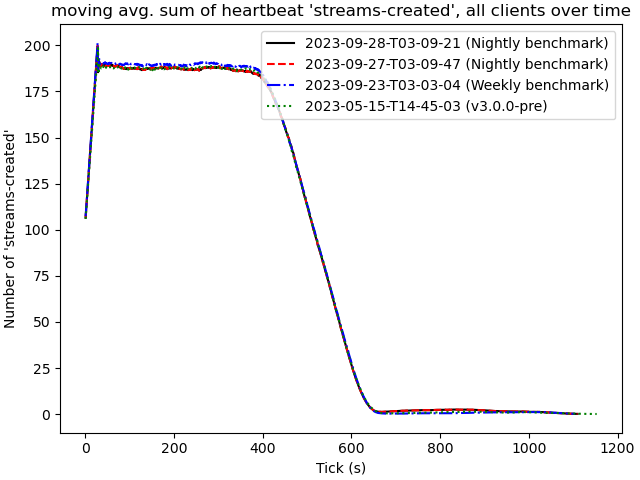 moving avg. sum of heartbeat 'streams-created', all clients over time
2023-09-28-T03-09-21 (Nightly benchmark)
2023-09-27-T03-09-47 (Nightly benchmark)
2023-09-23-T03-03-04 (Weekly benchmark)
2023-05-15-T14-45-03 (v3.0.0-pre)
Number of 'streams-created'
200
175
150
125
100
75
50
25
0
0 200 400 600 800 1000 1200
Tick (s)